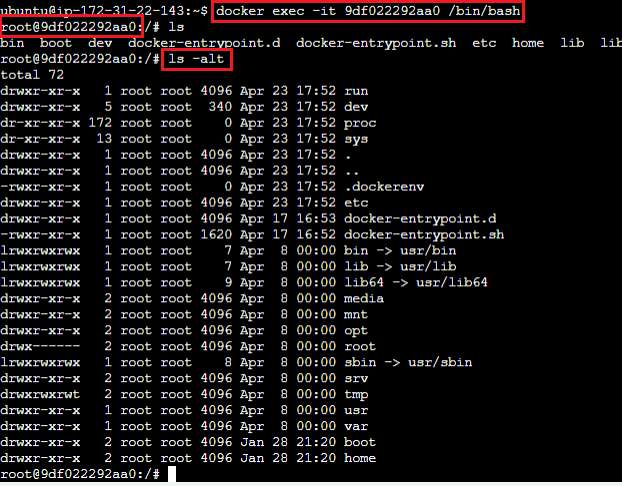 ubuntu@ip-172-31-22-143:~$ docker exec -it 9df022292aa0 /bin/bash
root@9df022292aa0:/# ls
bin  boot  dev  docker-entrypoint.d  docker-entrypoint.sh  etc  home  lib  lib
root@9df022292aa0:/# ls -alt
total 72
drwxr-xr-x   1 root root 4096 Apr 23 17:52 run
drwxr-xr-x   5 root root  340 Apr 23 17:52 dev
dr-xr-xr-x 172 root root    0 Apr 23 17:52 proc
dr-xr-xr-x  13 root root    0 Apr 23 17:52 sys
drwxr-xr-x   1 root root 4096 Apr 23 17:52 .
drwxr-xr-x   1 root root 4096 Apr 23 17:52 ..
-rwxr-xr-x   1 root root    0 Apr 23 17:52 .dockerenv
drwxr-xr-x   1 root root 4096 Apr 23 17:52 etc
drwxr-xr-x   1 root root 4096 Apr 17 16:53 docker-entrypoint.d
-rwxr-xr-x   1 root root 1620 Apr 17 16:52 docker-entrypoint.sh
lrwxrwxrwx   1 root root    7 Apr  8 00:00 bin -> usr/bin
lrwxrwxrwx   1 root root    7 Apr  8 00:00 lib -> usr/lib
lrwxrwxrwx   1 root root    9 Apr  8 00:00 lib64 -> usr/lib64
drwxr-xr-x   2 root root 4096 Apr  8 00:00 media
drwxr-xr-x   2 root root 4096 Apr  8 00:00 mnt
drwxr-xr-x   2 root root 4096 Apr  8 00:00 opt
drwx------   2 root root 4096 Apr  8 00:00 root
lrwxrwxrwx   1 root root    8 Apr  8 00:00 sbin -> usr/sbin
drwxr-xr-x   2 root root 4096 Apr  8 00:00 srv
drwxrwxrwt   2 root root 4096 Apr  8 00:00 tmp
drwxr-xr-x   1 root root 4096 Apr  8 00:00 usr
drwxr-xr-x   1 root root 4096 Apr  8 00:00 var
drwxr-xr-x   2 root root 4096 Jan 28 21:20 boot
drwxr-xr-x   2 root root 4096 Jan 28 21:20 home
root@9df022292aa0:/#